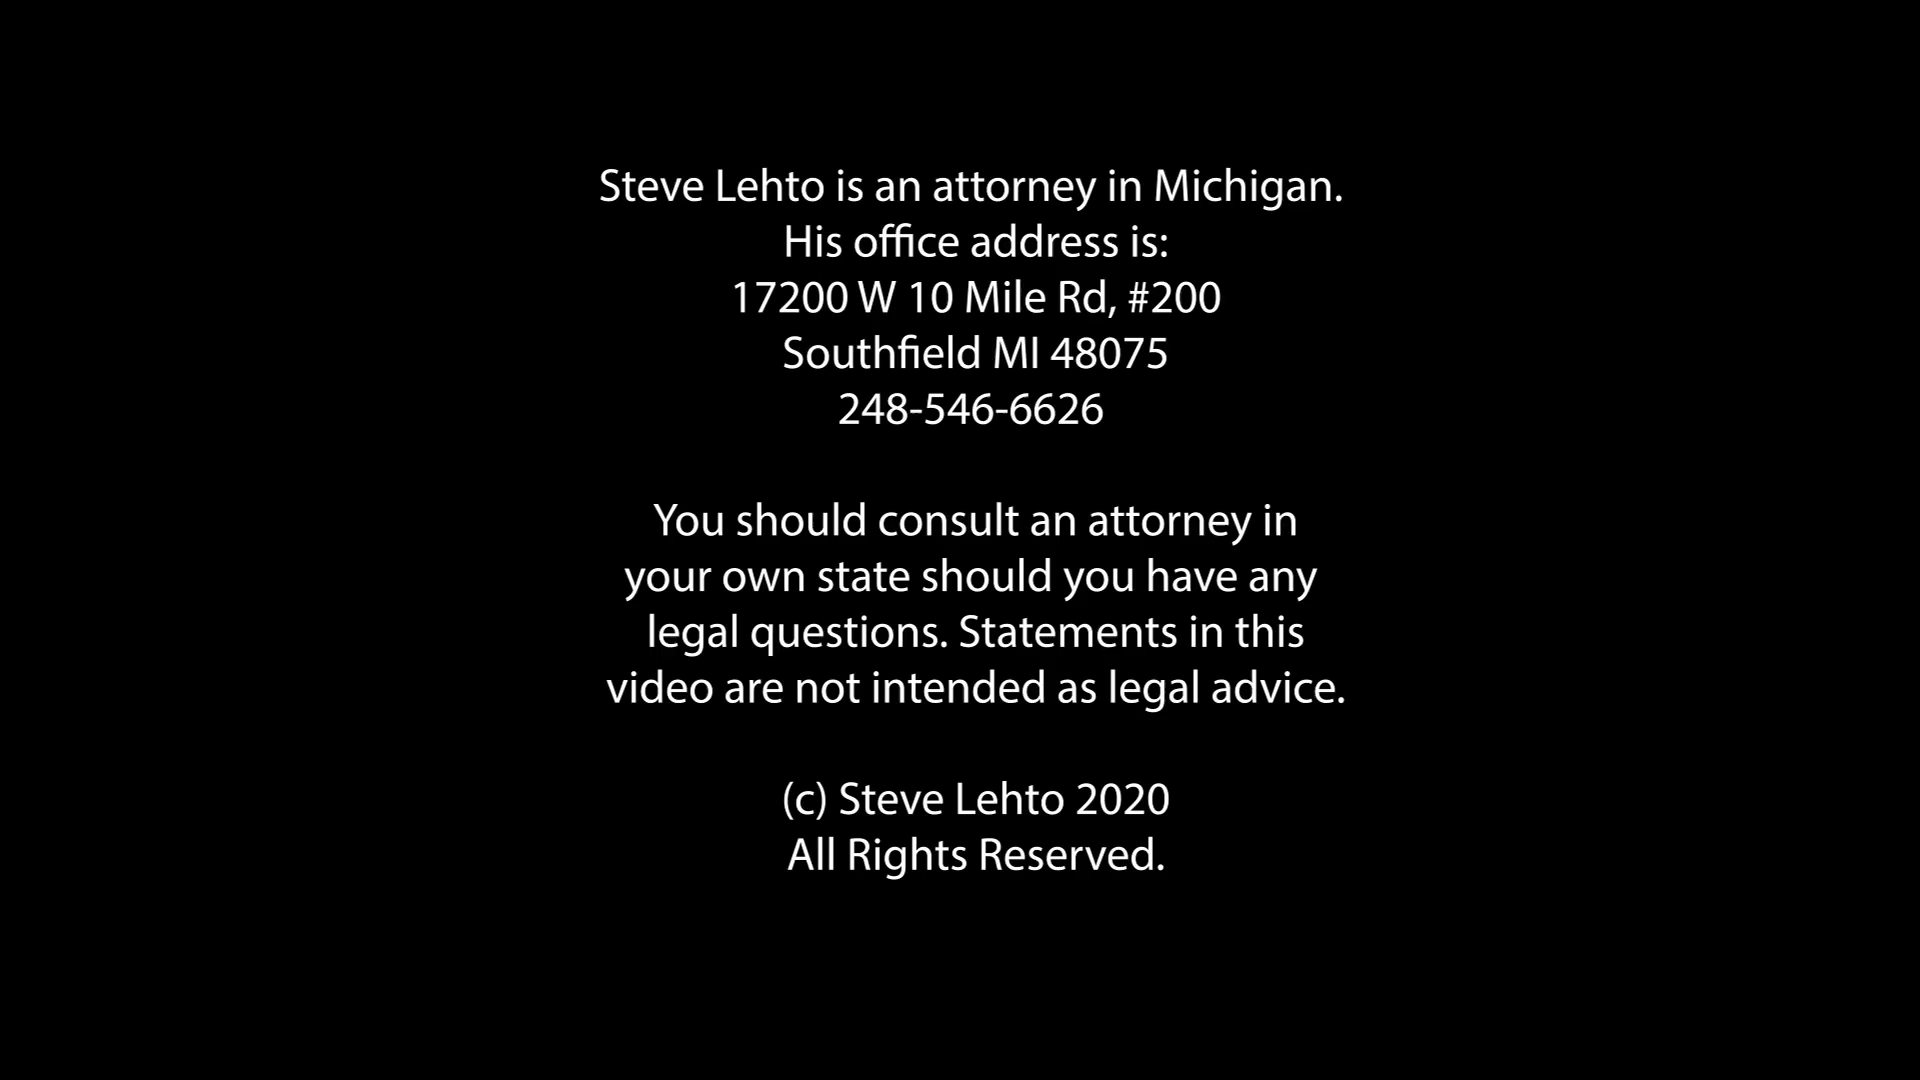 Steve Lehto is an attorney in Michigan.
His office address is:
17200 W 10 Mile Rd, #200
Southfield MI 48075
248-546-6626
You should consult an attorney in
your own state should you have any
legal questions. Statements in this
video are not intended as legal advice.
(c) Steve Lehto 2020
All Rights Reserved.